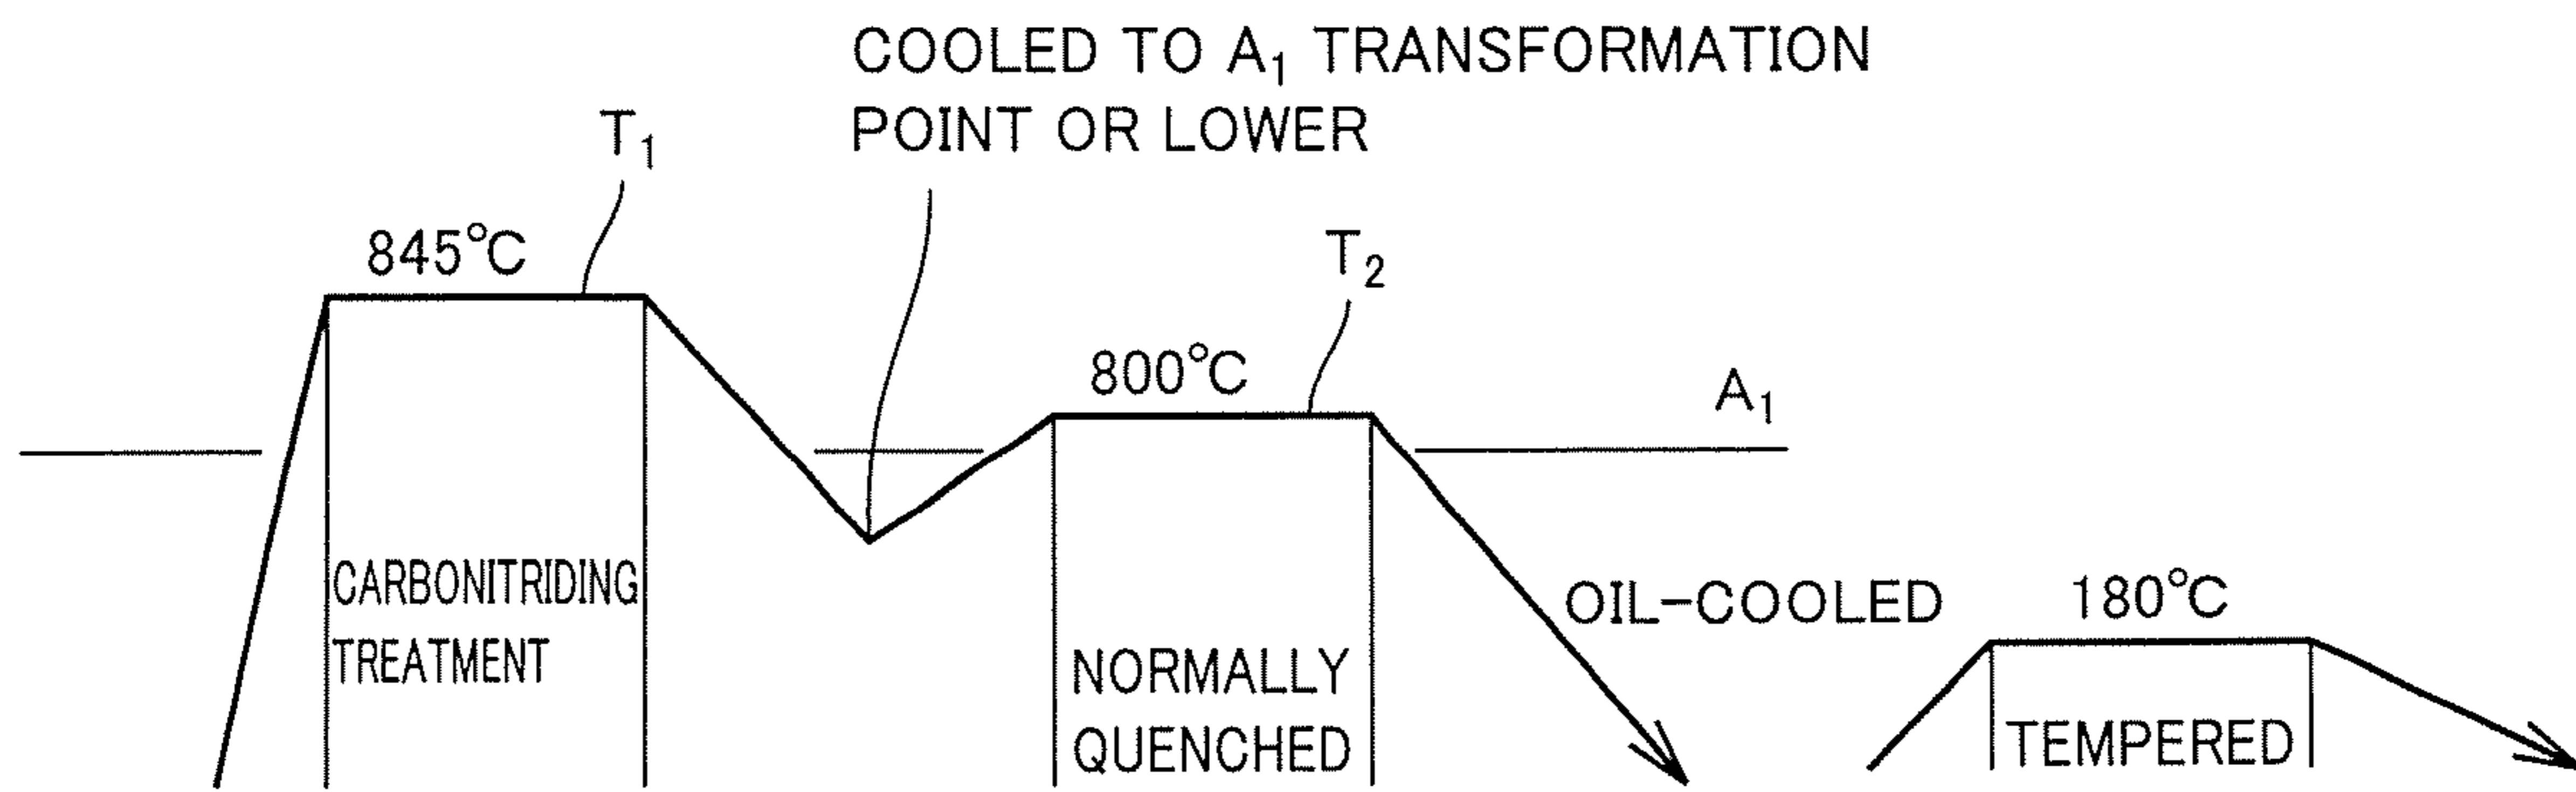 COOLED TO A₁ TRANSFORMATION
POINT OR LOWER
T₁
845°C
T₂
800°C
A₁
CARBONITRIDING
TREATMENT
OIL-COOLED
180°C
NORMALLY
QUENCHED
TEMPERED